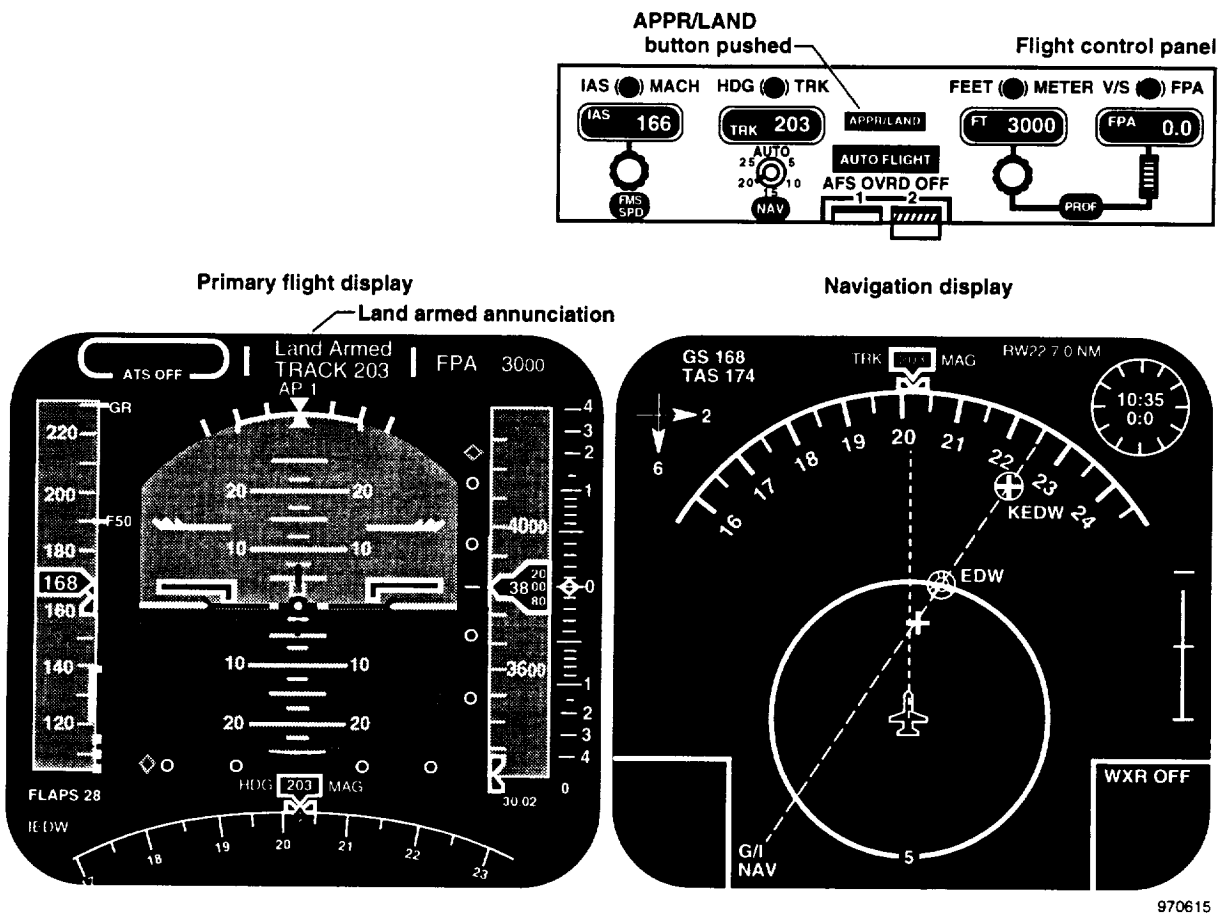 APPR/LAND
button pushed
Flight control panel
IAS MACH HDG TRK FEET METER V/S FPA
IAS 166
TRK 203
APPR/LAND
FT 3000
FPA 0.0
AUTO
25 5
20 10
15
AUTO FLIGHT
AFS OVRD OFF
1 2
FMS
SPD
NAV
PROF
Primary flight display
Land armed annunciation
Navigation display
ATS OFF
Land Armed
TRACK 203
AP 1
FPA 3000
GR
220
200
F50
180
168
160
140
120
20 20
10 10
10 10
20 20
4000
20
38 00
80
3600
4
3
2
1
0
1
2
3
4
0
FLAPS 28
IEDW
HDG 203 MAG
30.02
17 18 19 20 21 22 23
GS 168
TAS 174
TRK 203 MAG
RW22 7.0 NM
10:35
0:0
2
6
16 17 18 19 20 21 22 23 24
KEDW
EDW
G/I
NAV
5
WXR OFF
970615